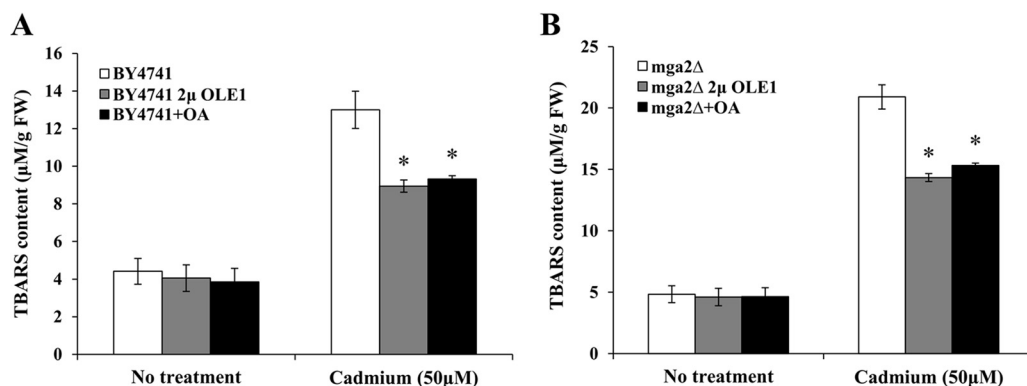 A
TBARS content (μM/g FW)
16
14
12
10
8
6
4
2
0
BY4741
BY4741 2μ OLE1
BY4741+OA
* *
No treatment Cadmium (50μM)
B
TBARS content (μM/g FW)
25
20
15
10
5
0
mga2Δ
mga2Δ 2μ OLE1
mga2Δ+OA
* *
No treatment Cadmium (50μM)